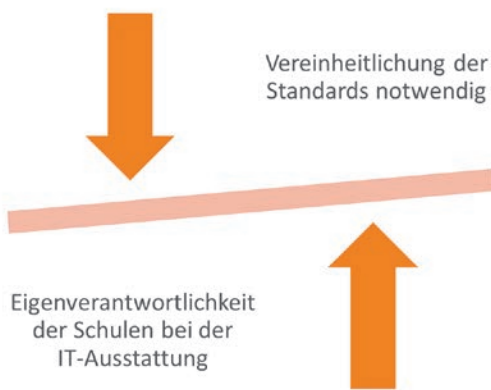 Vereinheitlichung der
Standards notwendig
Eigenverantwortlichkeit
der Schulen bei der
IT-Ausstattung